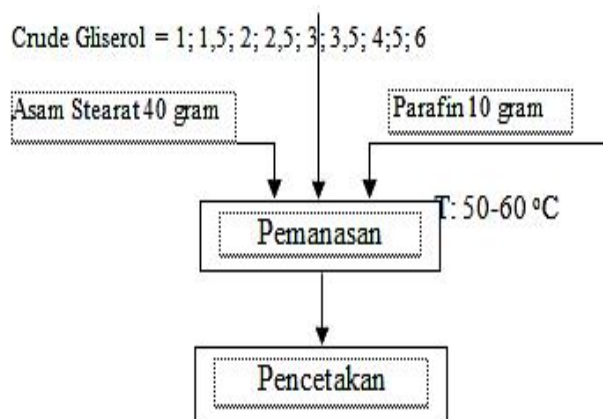 Crude Gliserol = 1; 1,5; 2; 2,5; 3; 3,5; 4;5; 6
Asam Stearat 40 gram
Parafin 10 gram
T: 50-60 ºC
Pemanasan
Pencetakan